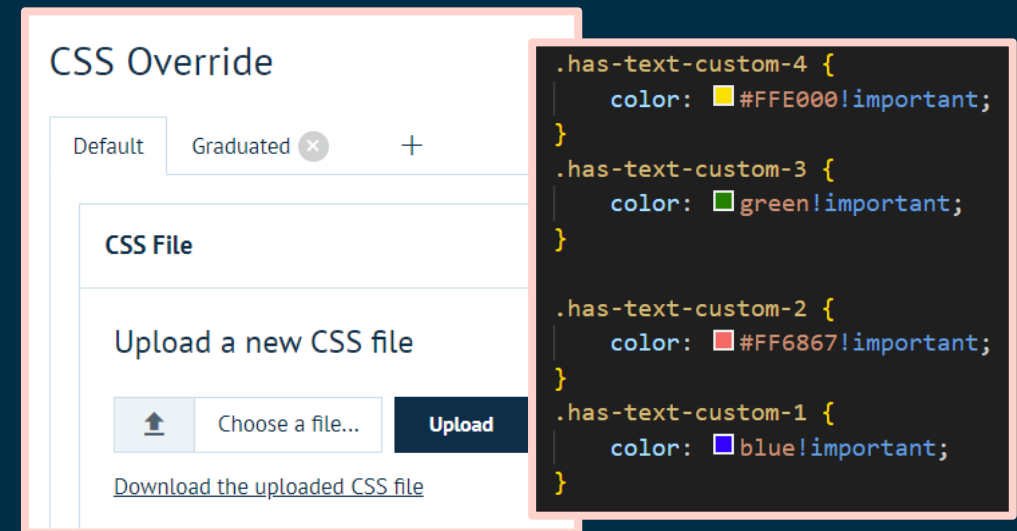 CSS Override
Default Graduated × +
CSS File
Upload a new CSS file
Choose a file... Upload
Download the uploaded CSS file
.has-text-custom-4 {
color: #FFE000!important;
}
.has-text-custom-3 {
color: green!important;
}
.has-text-custom-2 {
color: #FF6867!important;
}
.has-text-custom-1 {
color: blue!important;
}